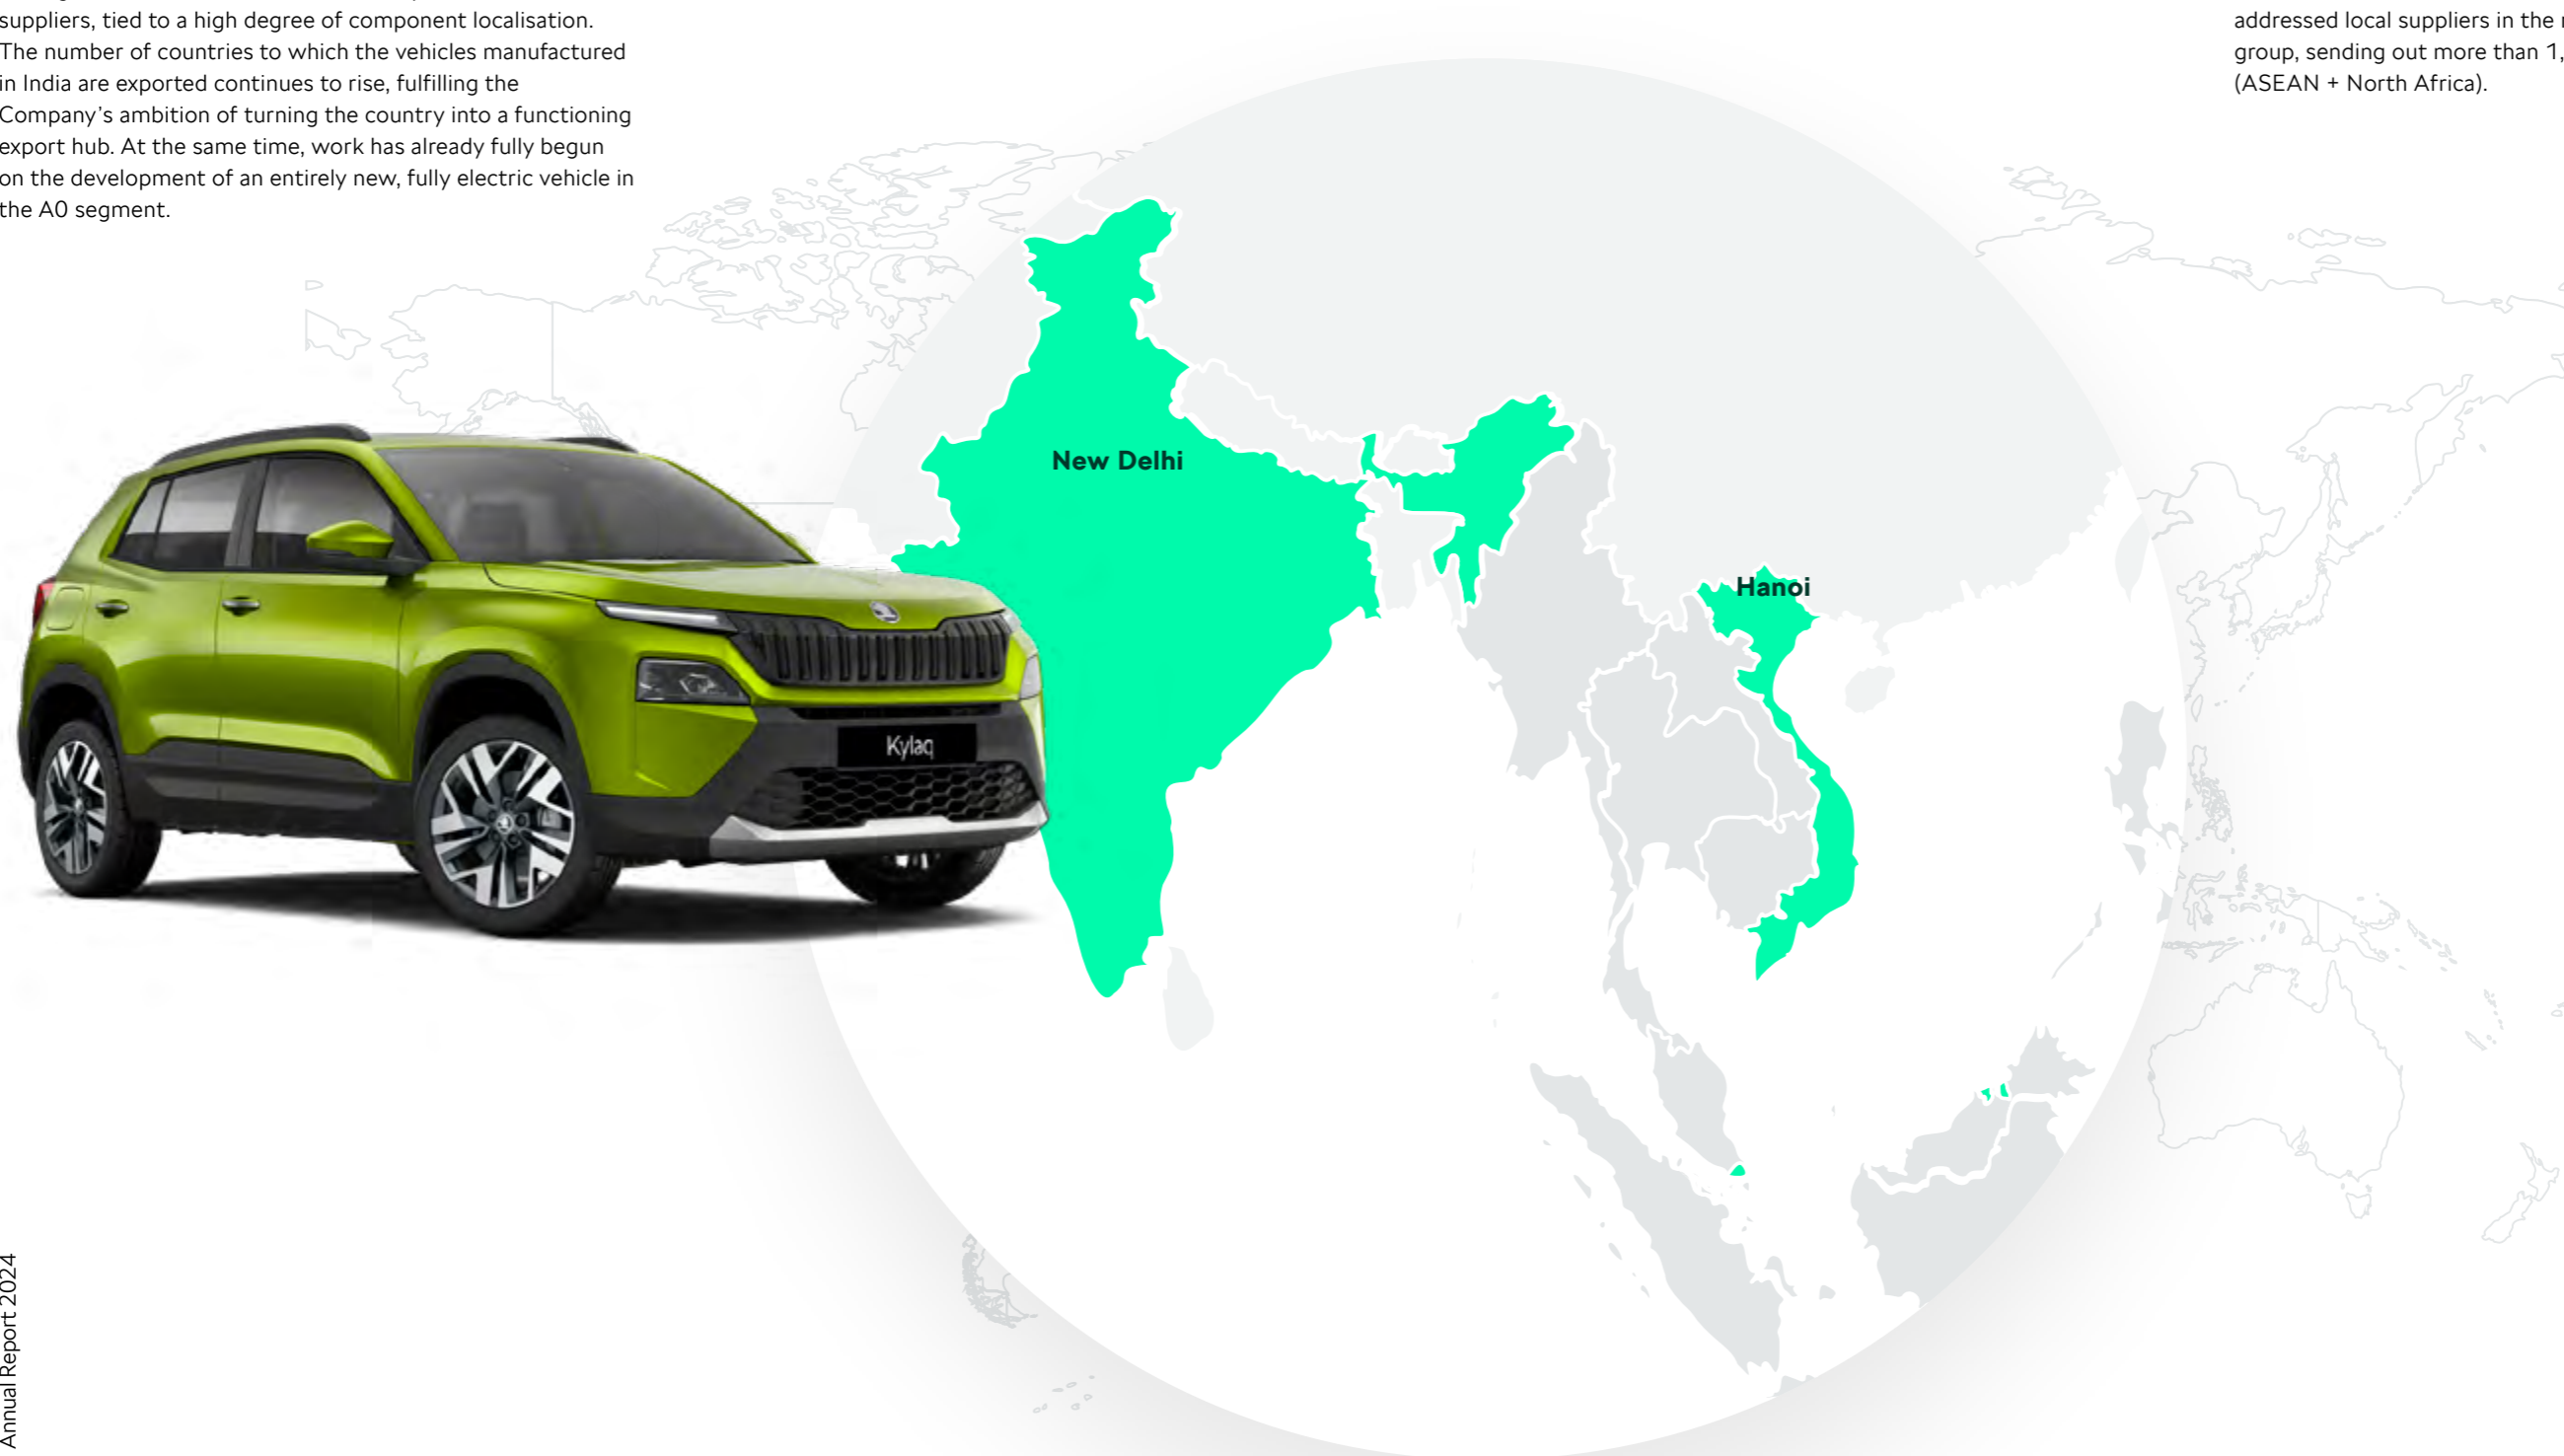 suppliers, tied to a high degree of component localisation.
The number of countries to which the vehicles manufactured
in India are exported continues to rise, fulfilling the
Company's ambition of turning the country into a functioning
export hub. At the same time, work has already fully begun
on the development of an entirely new, fully electric vehicle in
the A0 segment.
addressed local suppliers in the
group, sending out more than 1,
(ASEAN + North Africa).
New Delhi
Hanoi
Kylaq
Annual Report 2024